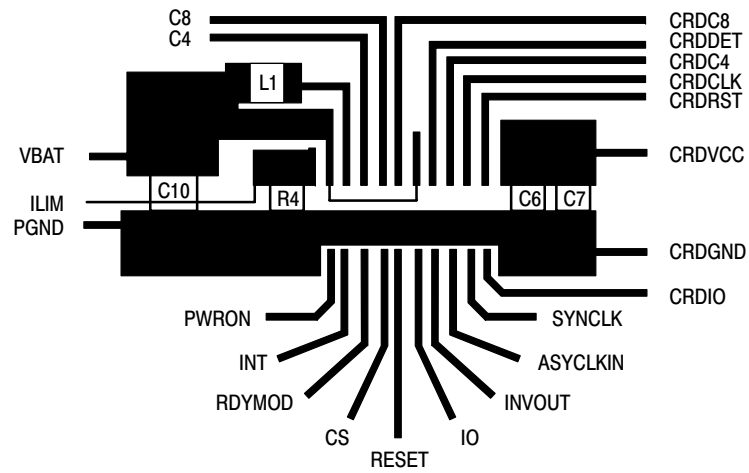 C8
C4
CRDC8
CRDDET
CRDC4
CRDCLK
CRDRST
L1
VBAT
CRDVCC
C10
ILIM
R4
C6
C7
PGND
CRDGND
CRDIO
PWRON
SYNCLK
INT
ASYCLKIN
RDYMOD
INVOUT
CS
IO
RESET